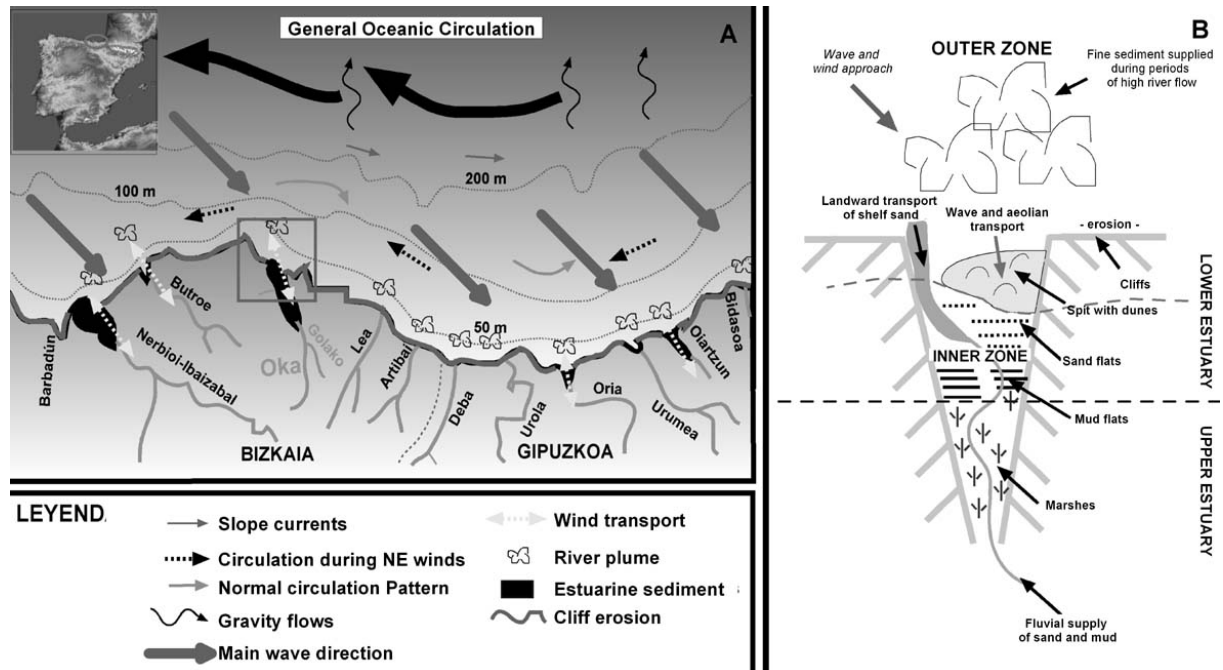 General Oceanic Circulation
A
100 m
200 m
50 m
Barbadún
Nerbioi-Ibaizabal
Butroe
Oka
Golako
Lea
Artibai
Deba
Urola
Oria
Urumea
Oiartzun
Bidasoa
BIZKAIA
GIPUZKOA
LEYEND
Slope currents
Circulation during NE winds
Normal circulation Pattern
Gravity flows
Main wave direction
Wind transport
River plume
Estuarine sediment
Cliff erosion
B
OUTER ZONE
Wave and
wind approach
Fine sediment supplied
during periods
of high river flow
Landward transport
of shelf sand
Wave and aeolian
transport
- erosion -
Cliffs
Spit with dunes
Sand flats
INNER ZONE
Mud flats
Marshes
Fluvial supply
of sand and mud
LOWER ESTUARY
UPPER ESTUARY